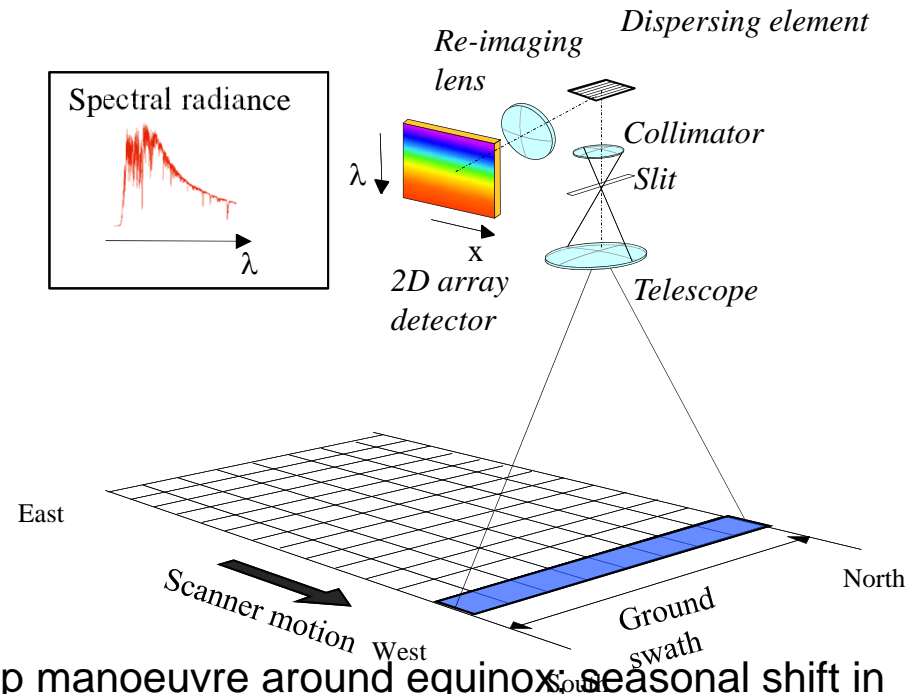 Dispersing element
Re-imaging
lens
Spectral radiance
λ
Collimator
Slit
λ
x
2D array
detector
Telescope
East
North
Scanner motion
Ground
swath
West
South
p manoeuvre around equinox: seasonal shift in